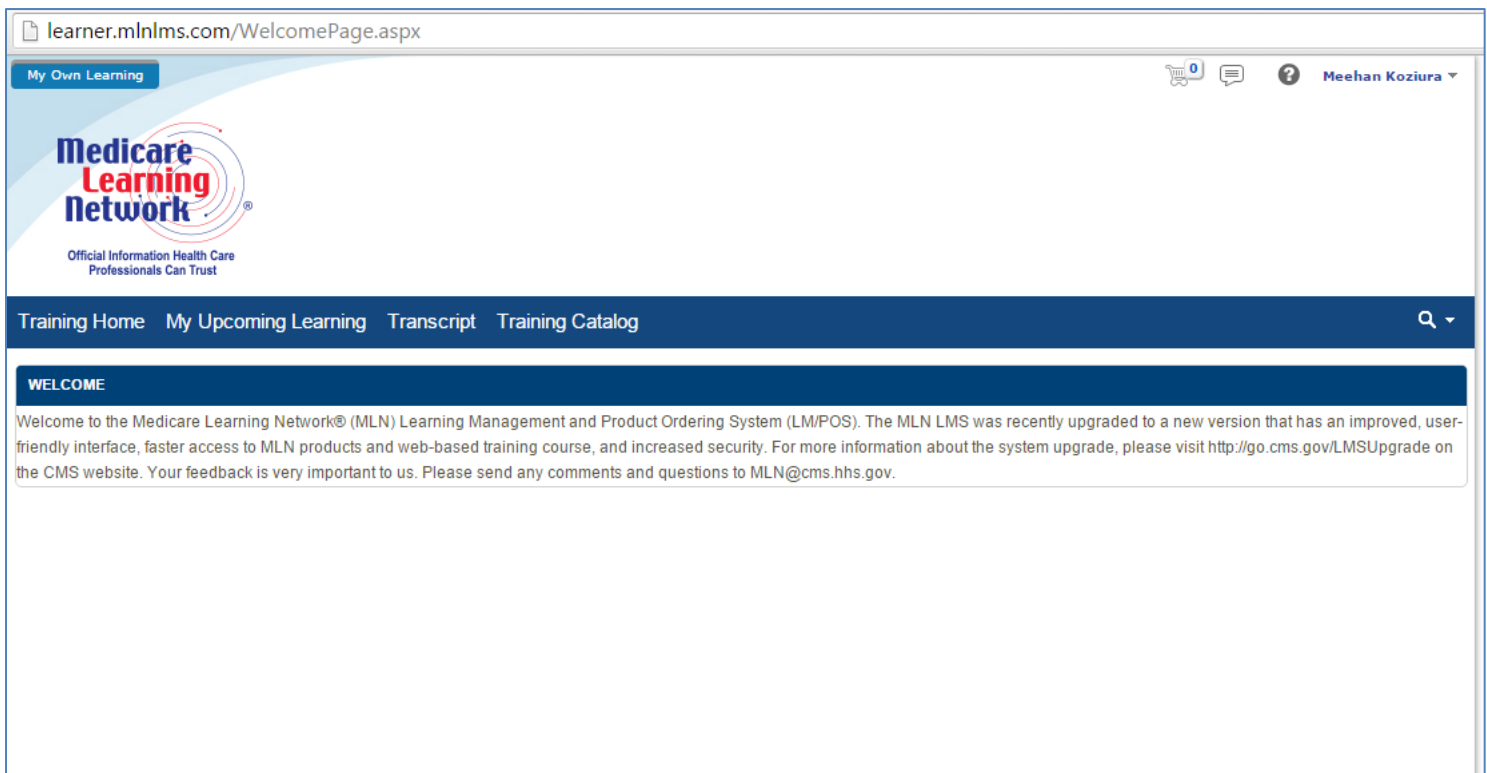 learner.mlnlms.com/WelcomePage.aspx
My Own Learning
0
Meehan Koziura
Medicare
Learning
Network
®
Official Information Health Care
Professionals Can Trust
Training Home My Upcoming Learning Transcript Training Catalog
WELCOME
Welcome to the Medicare Learning Network® (MLN) Learning Management and Product Ordering System (LM/POS). The MLN LMS was recently upgraded to a new version that has an improved, user-
friendly interface, faster access to MLN products and web-based training course, and increased security. For more information about the system upgrade, please visit http://go.cms.gov/LMSUpgrade on
the CMS website. Your feedback is very important to us. Please send any comments and questions to MLN@cms.hhs.gov.